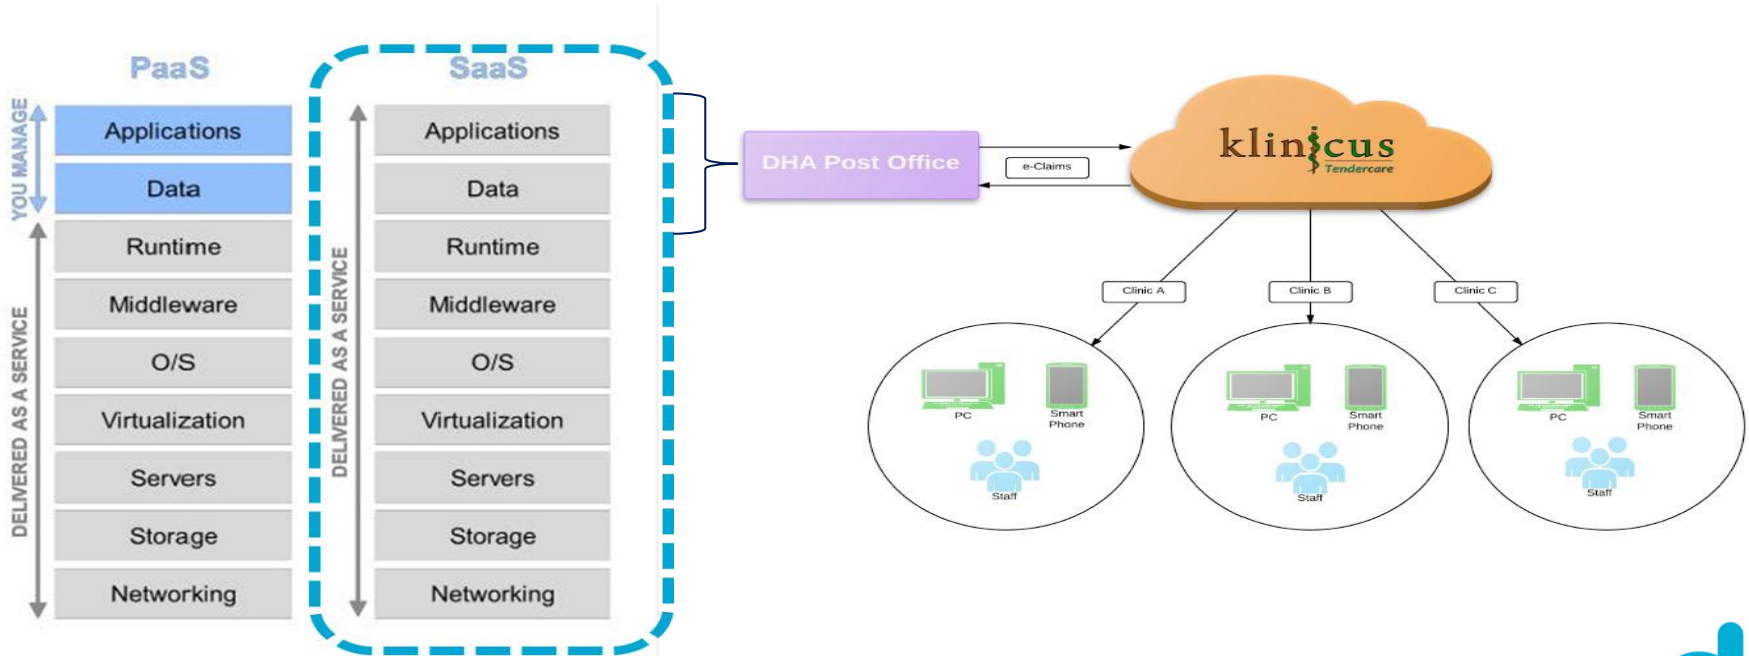 PaaS
YOU MANAGE
DELIVERED AS A SERVICE
Applications
Data
Runtime
Middleware
O/S
Virtualization
Servers
Storage
Networking
SaaS
DELIVERED AS A SERVICE
Applications
Data
Runtime
Middleware
O/S
Virtualization
Servers
Storage
Networking
DHA Post Office
e-Claims
klinicus
Tendercare
Clinic A
Clinic B
Clinic C
PC
Smart
Phone
Staff
PC
Smart
Phone
Staff
PC
Smart
Phone
Staff